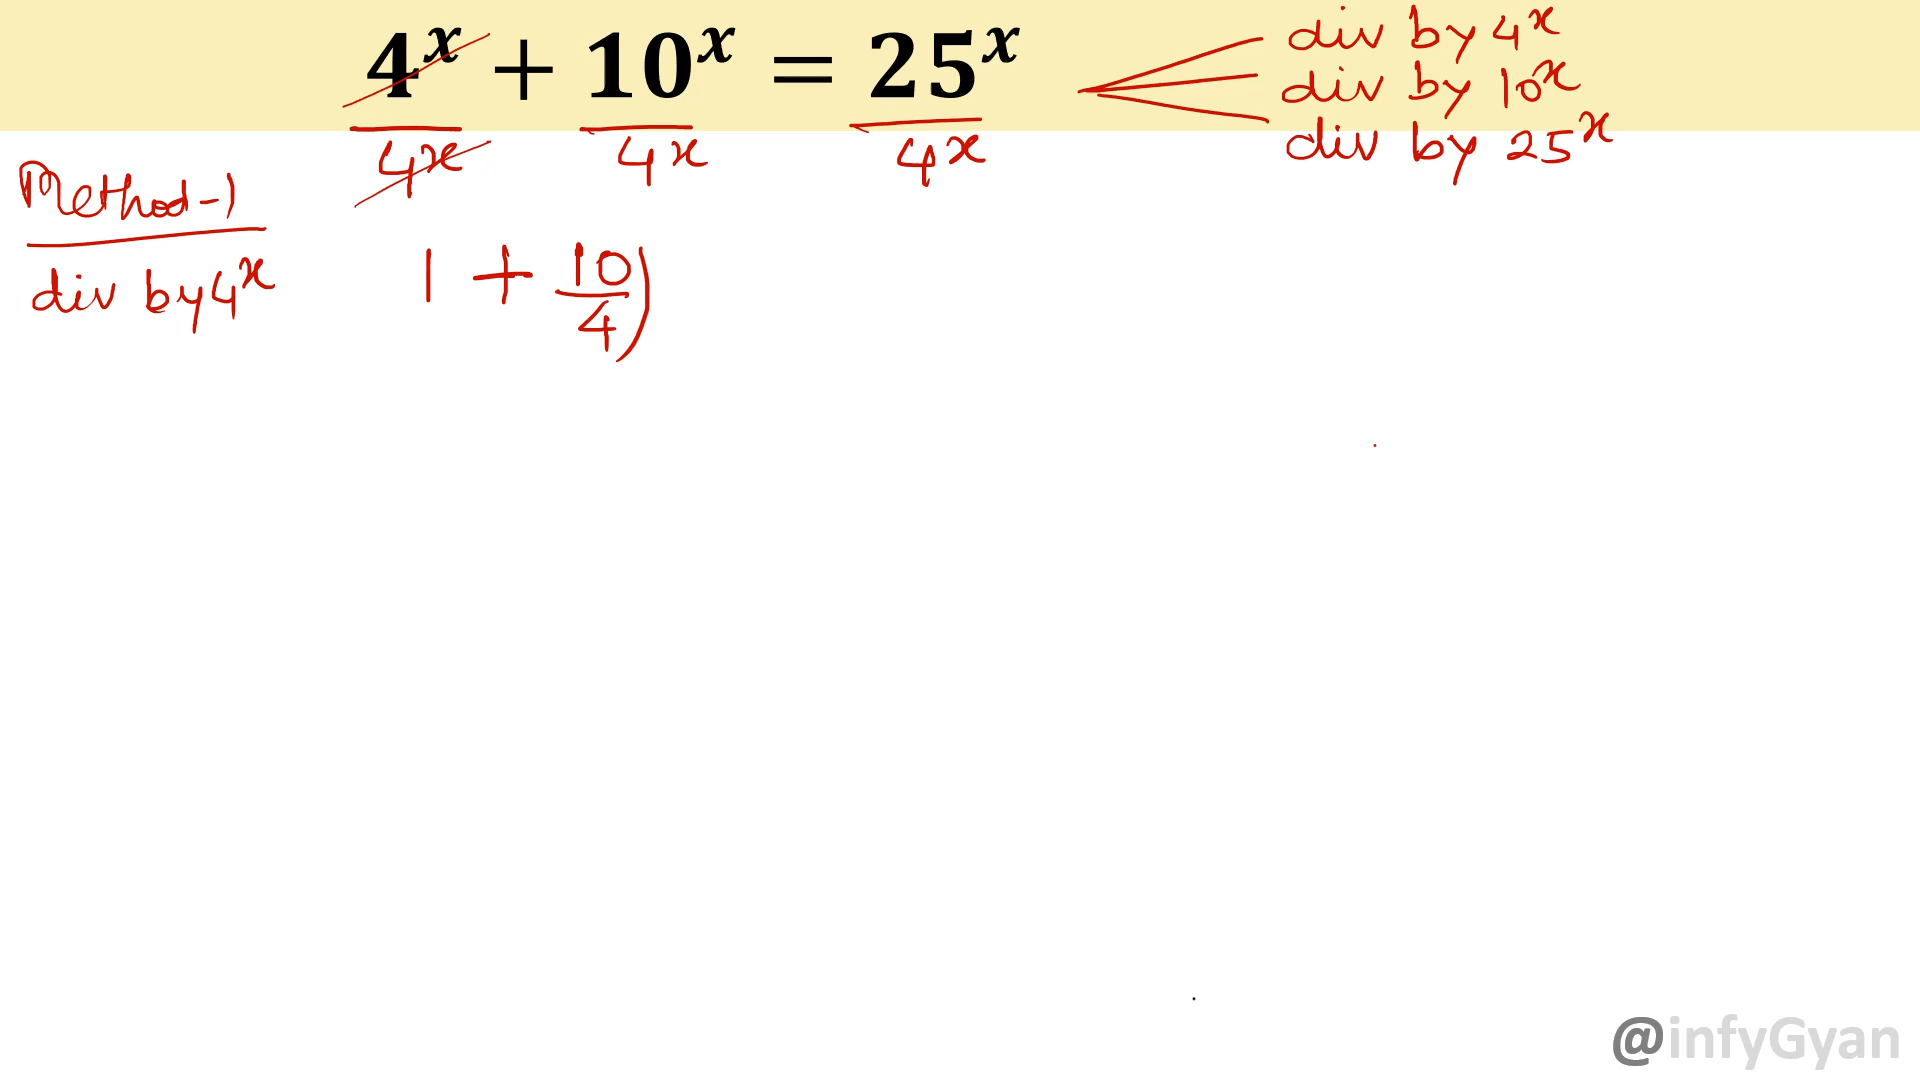 4^x + 10^x = 25^x
4^x 4^x 4^x
div by 4^x
div by 10^x
div by 25^x
Method-1
div by 4^x
1 + 10/4)
@infyGyan